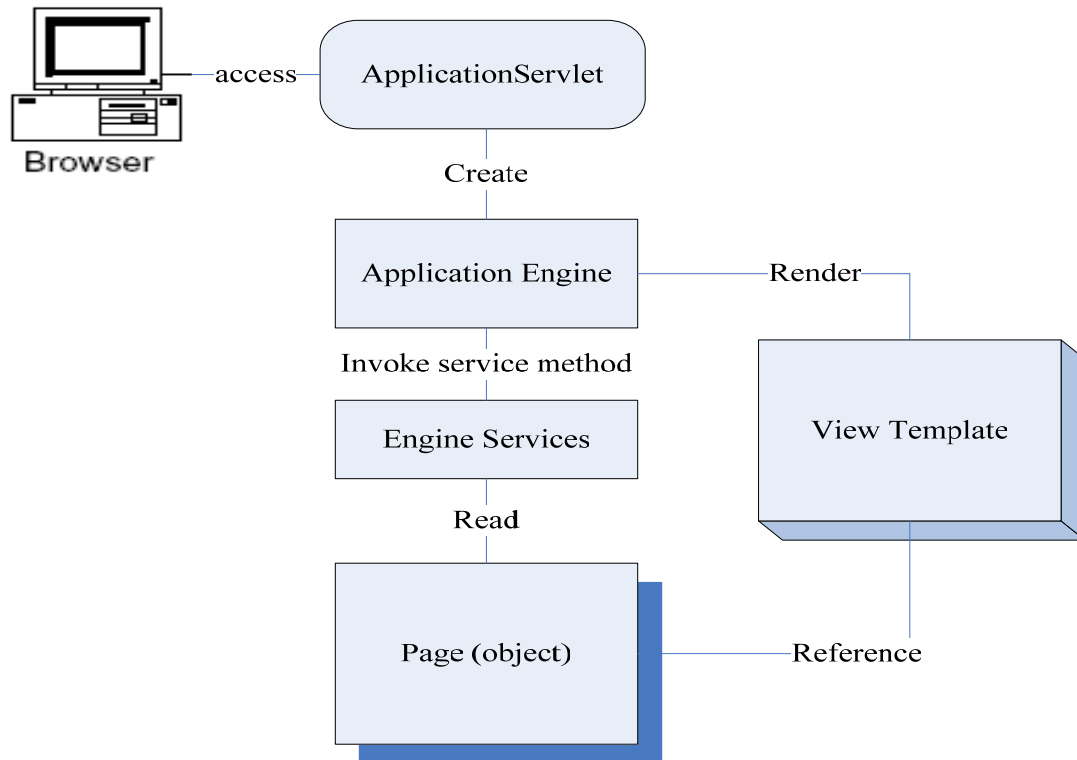 access
ApplicationServlet
Browser
Create
Application Engine
Render
Invoke service method
View Template
Engine Services
Read
Page (object)
Reference